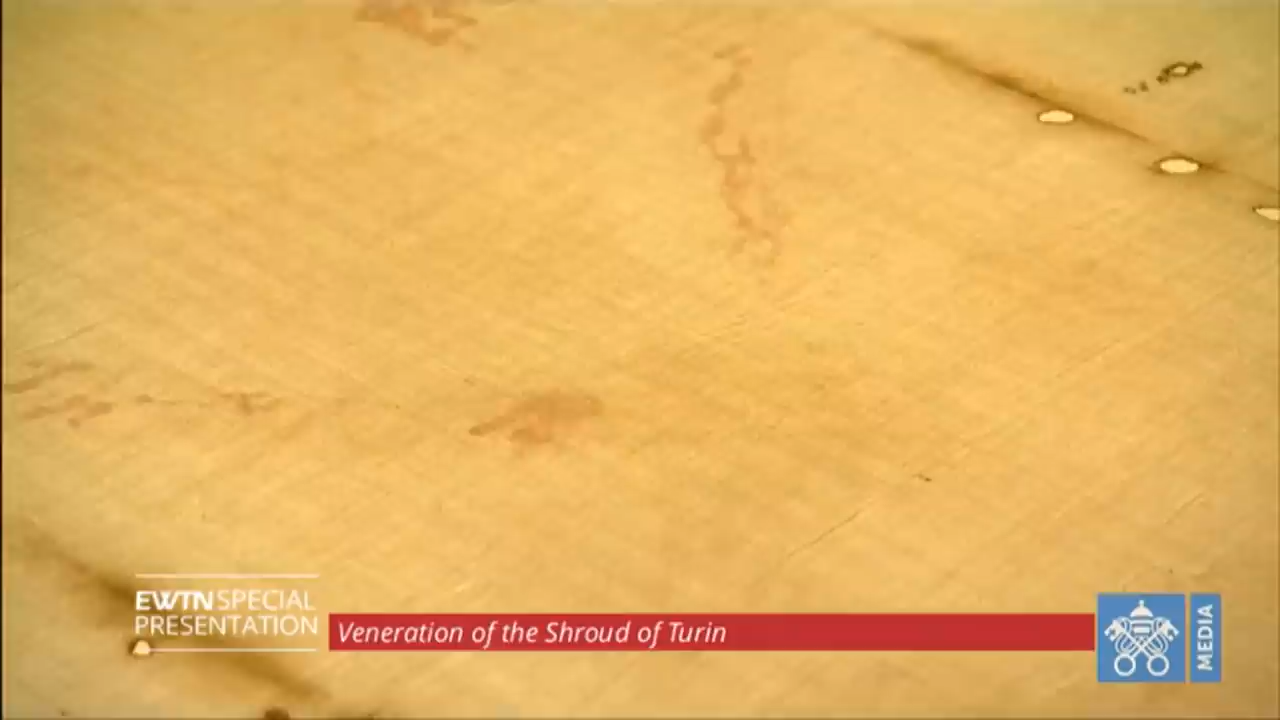 EWTN SPECIAL
PRESENTATION
Veneration of the Shroud of Turin
MEDIA